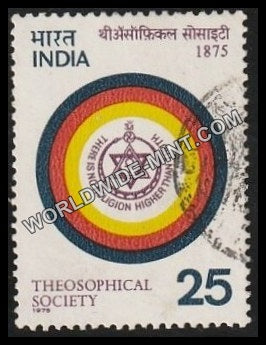 भारत
INDIA
थीऑसॉफ़िकल सोसाइटी
1875
THERE IS NO RELIGION HIGHER THAN TRUTH
THEOSOPHICAL
SOCIETY
1975
25
WORLDWIDE-MINT.COM